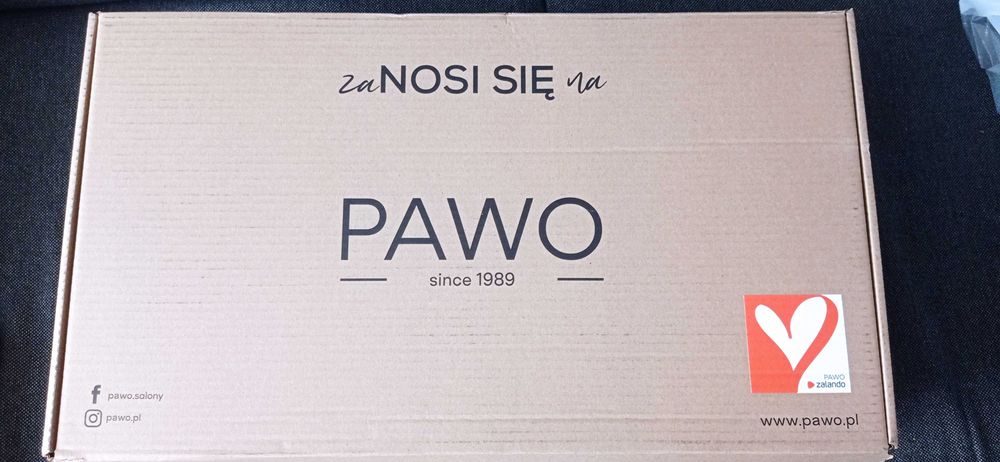 zaNOSI SIĘ na
PAWO
since 1989
PAWO
zalando
pawo.salony
pawo.pl
www.pawo.pl